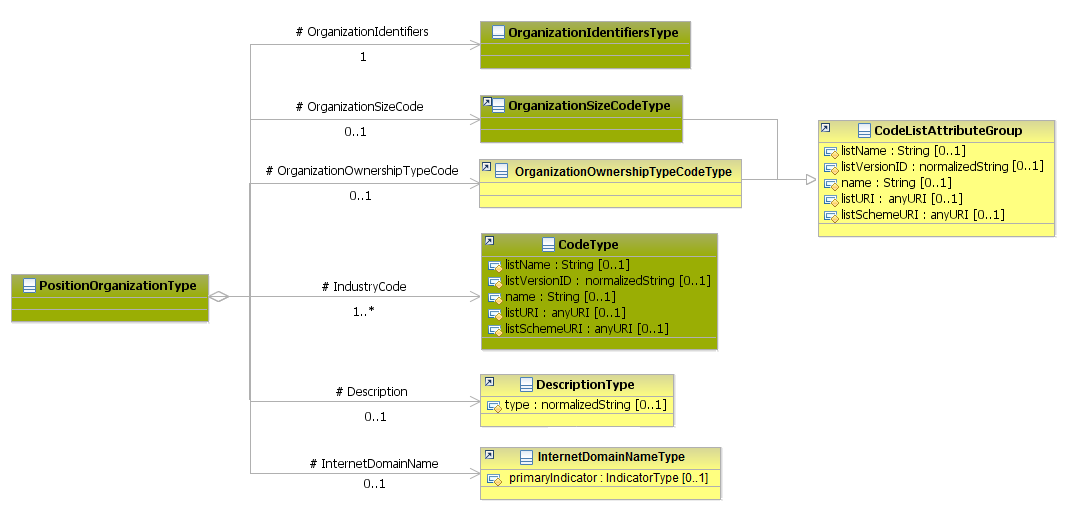 # OrganizationIdentifiers
1
OrganizationIdentifiersType
# OrganizationSizeCode
0..1
OrganizationSizeCodeType
# OrganizationOwnershipTypeCode
0..1
OrganizationOwnershipTypeCodeType
CodeListAttributeGroup
listName : String [0..1]
listVersionID : normalizedString [0..1]
name : String [0..1]
listURI : anyURI [0..1]
listSchemeURI : anyURI [0..1]
PositionOrganizationType
# IndustryCode
1..*
CodeType
listName : String [0..1]
listVersionID : normalizedString [0..1]
name : String [0..1]
listURI : anyURI [0..1]
listSchemeURI : anyURI [0..1]
# Description
0..1
DescriptionType
type : normalizedString [0..1]
# InternetDomainName
0..1
InternetDomainNameType
primaryIndicator : IndicatorType [0..1]